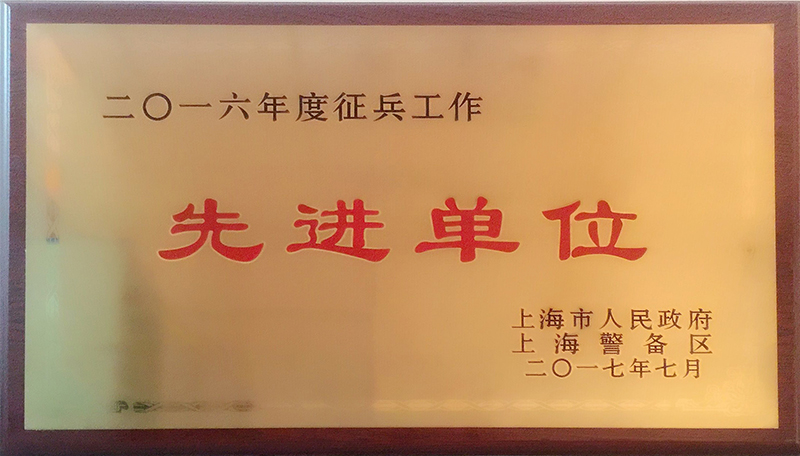 二〇一六年度征兵工作
先进单位
上海市人民政府
上海警备区
二〇一七年七月